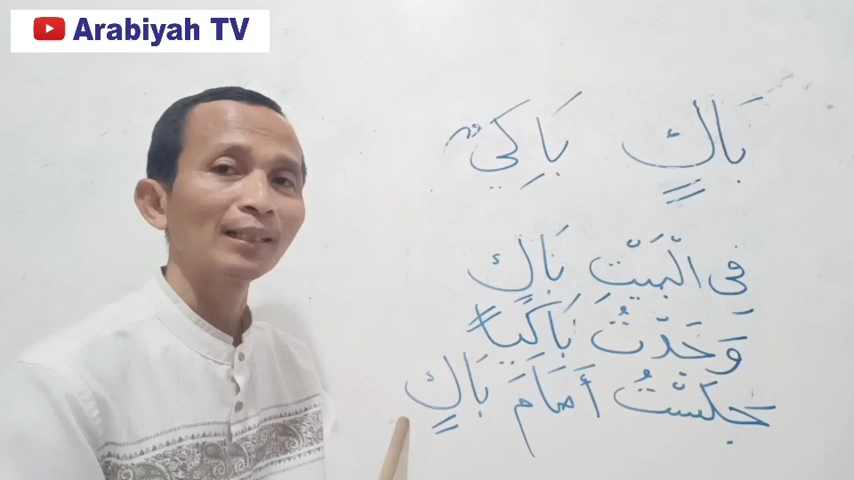 Arabiyah TV
بَاكٍ بَاكِيٌ
فِي الْبَيْتِ بَاكٍ
وَجَدْتُ بَاكِيًا
جَلَسْتُ أَمَامَ بَاكٍ